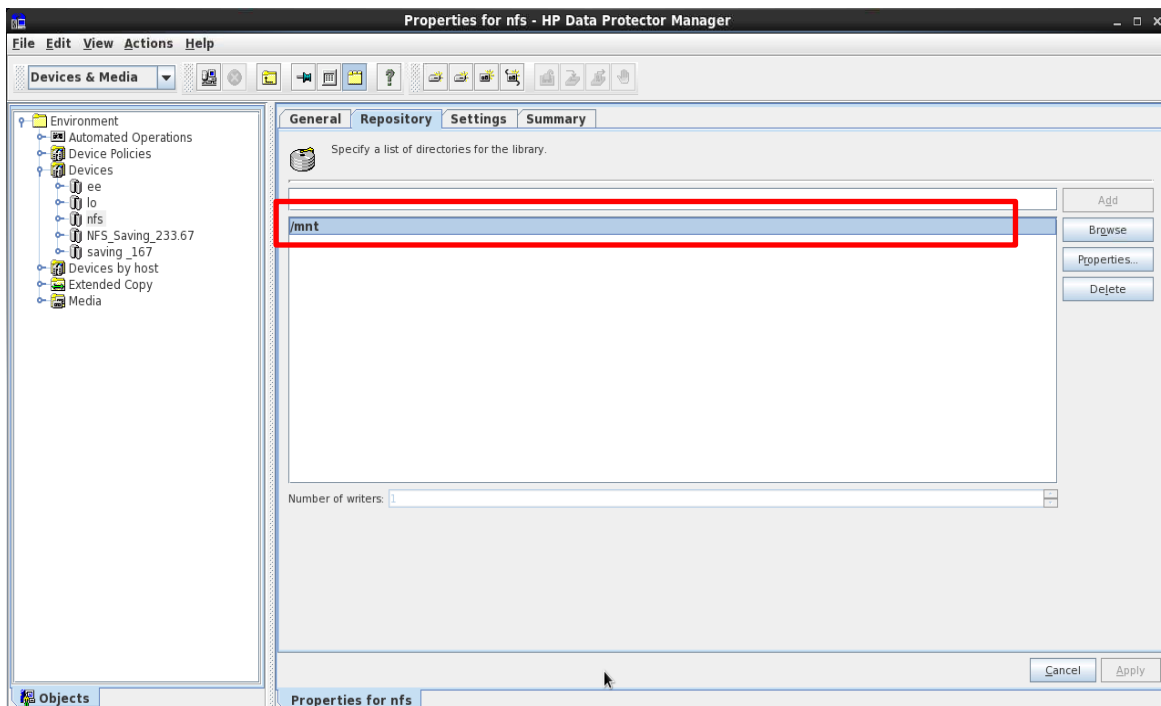 Properties for nfs - HP Data Protector Manager
File Edit View Actions Help
Devices & Media
Environment
Automated Operations
Device Policies
Devices
ee
lo
nfs
NFS_Saving_233.67
saving _167
Devices by host
Extended Copy
Media
Objects
General Repository Settings Summary
Specify a list of directories for the library.
Add
/mnt
Browse
Properties...
Delete
Number of writers: 1
Cancel Apply
Properties for nfs